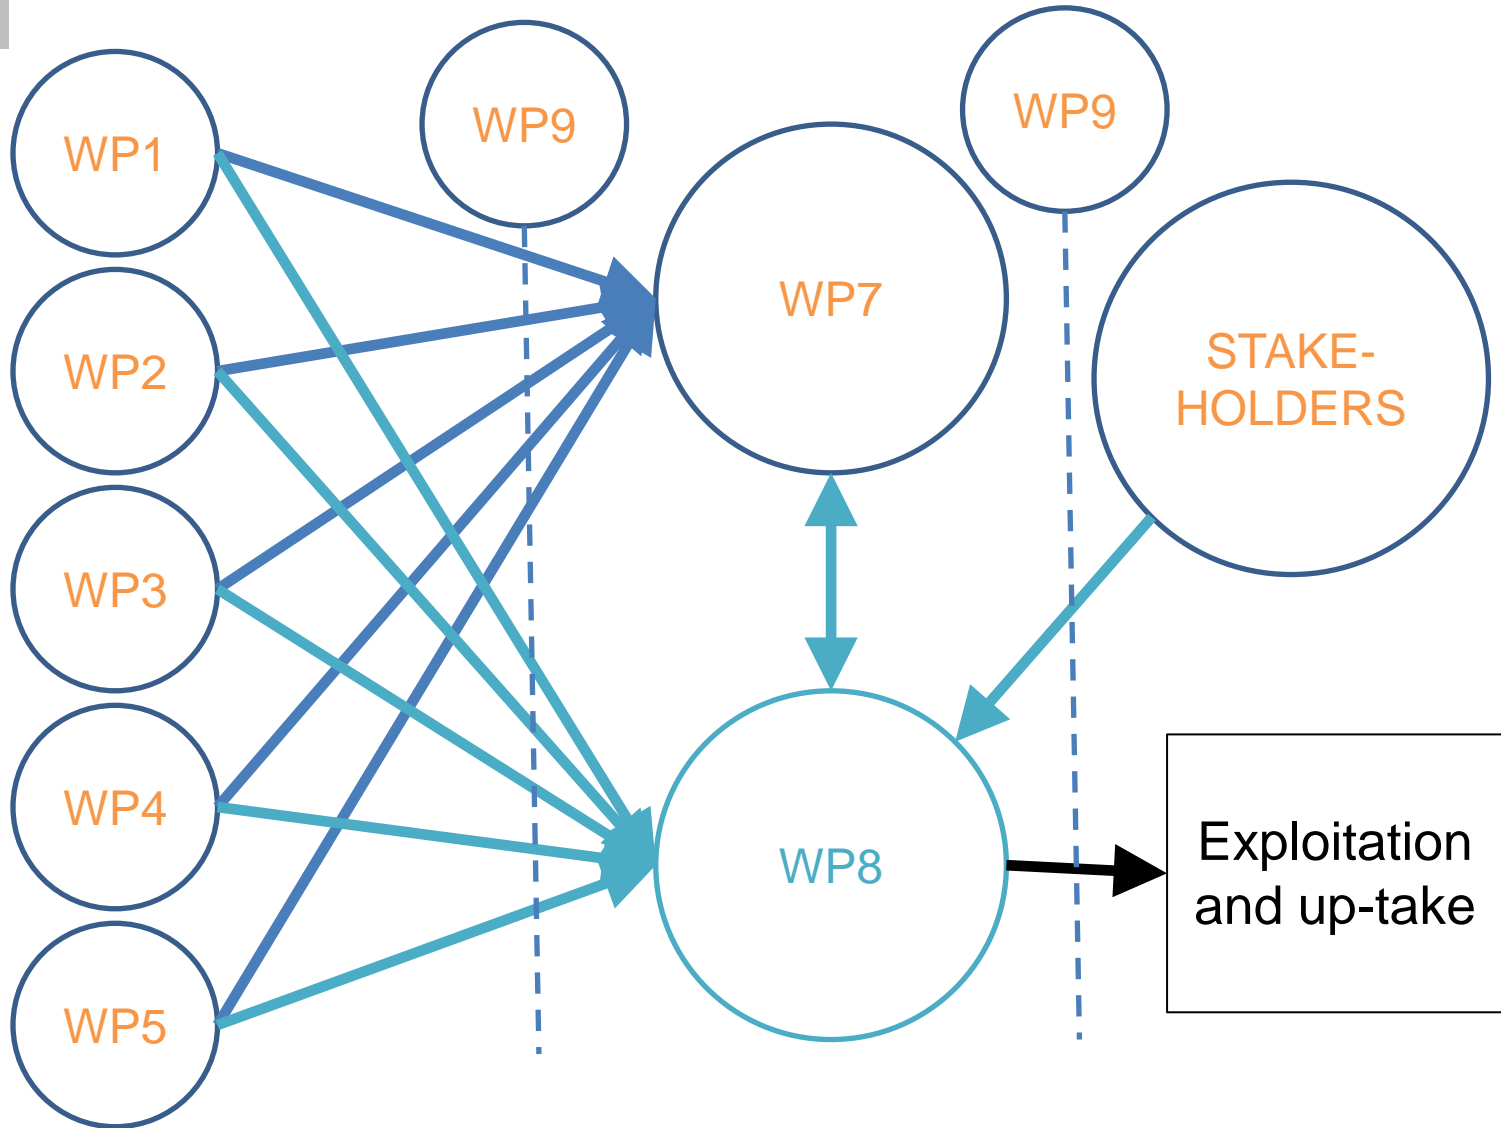 WP1
WP2
WP3
WP4
WP5
WP9
WP7
WP8
WP9
STAKE-
HOLDERS
Exploitation
and up-take